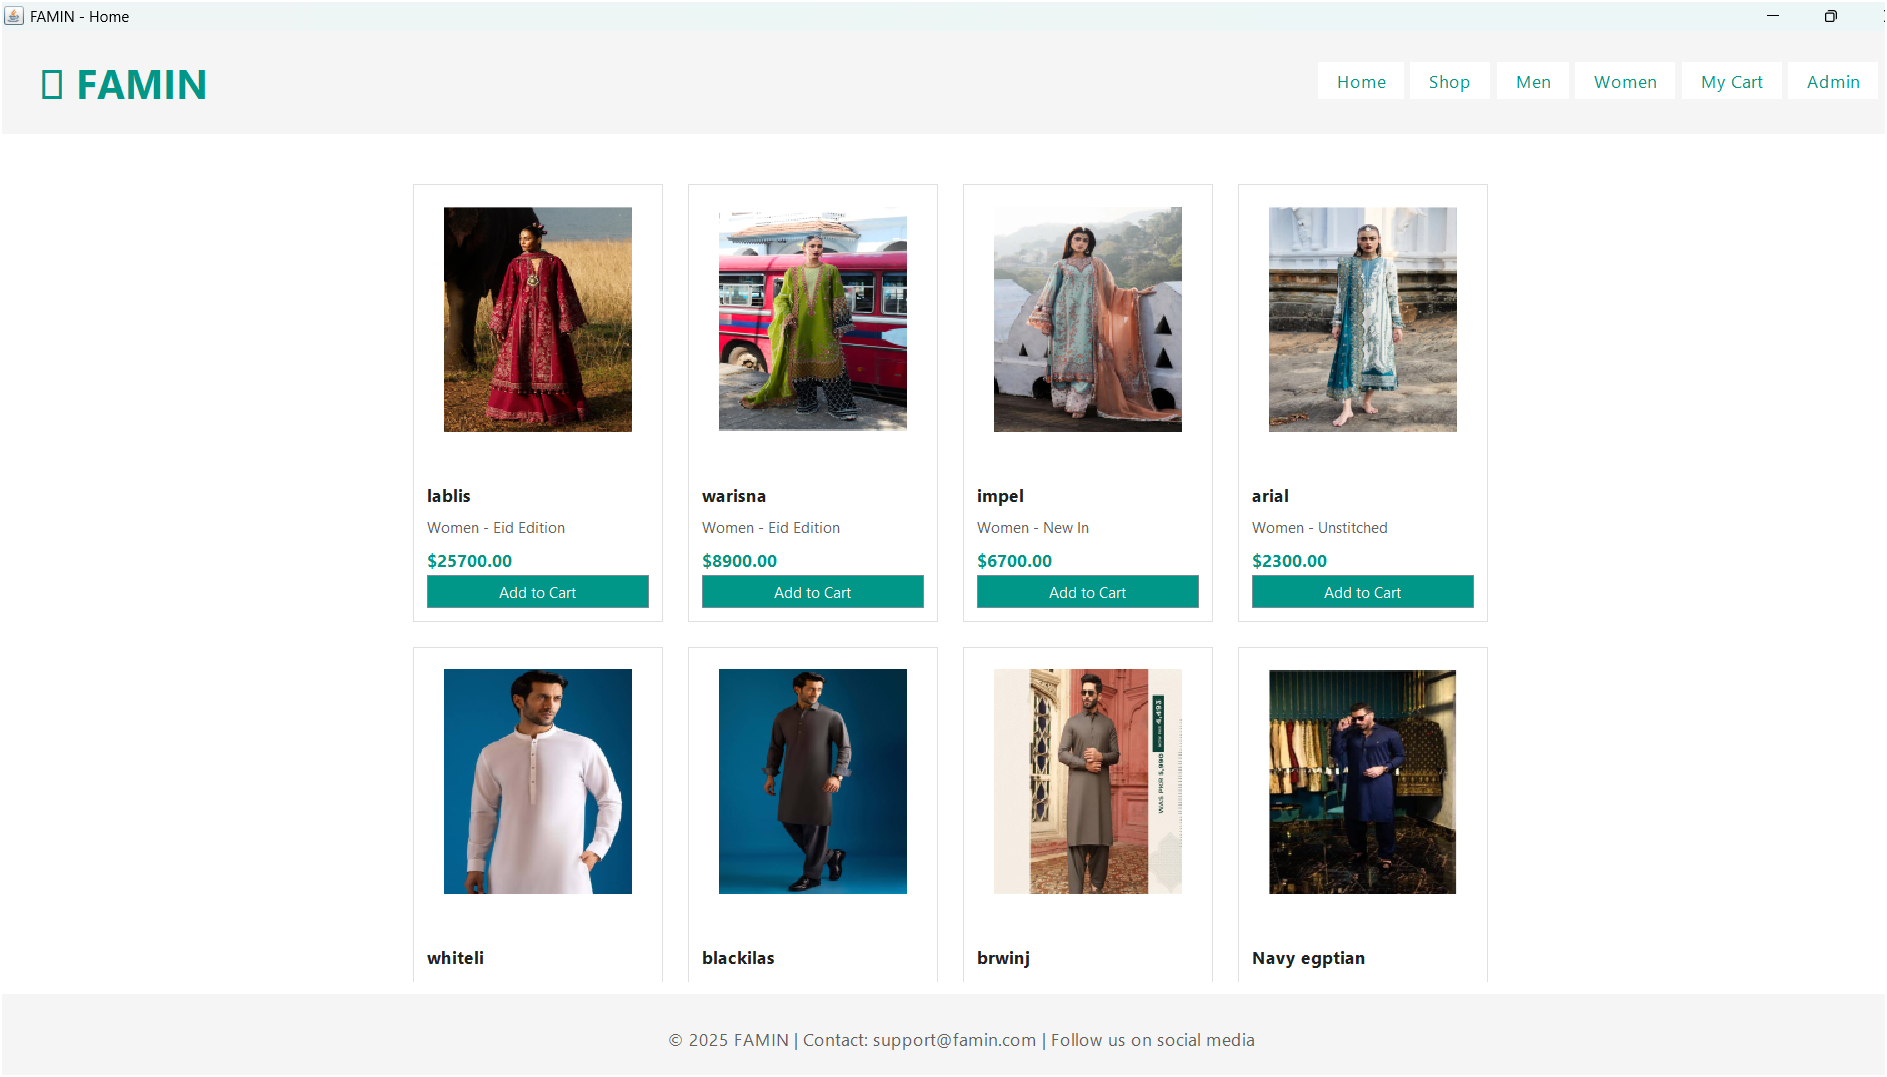 FAMIN - Home
FAMIN
Home Shop Men Women My Cart Admin
lablis
Women - Eid Edition
$25700.00
Add to Cart
warisna
Women - Eid Edition
$8900.00
Add to Cart
impel
Women - New In
$6700.00
Add to Cart
arial
Women - Unstitched
$2300.00
Add to Cart
whiteli
blackilas
WAS PKR
brwinj
Navy egptian
© 2025 FAMIN | Contact: support@famin.com | Follow us on social media